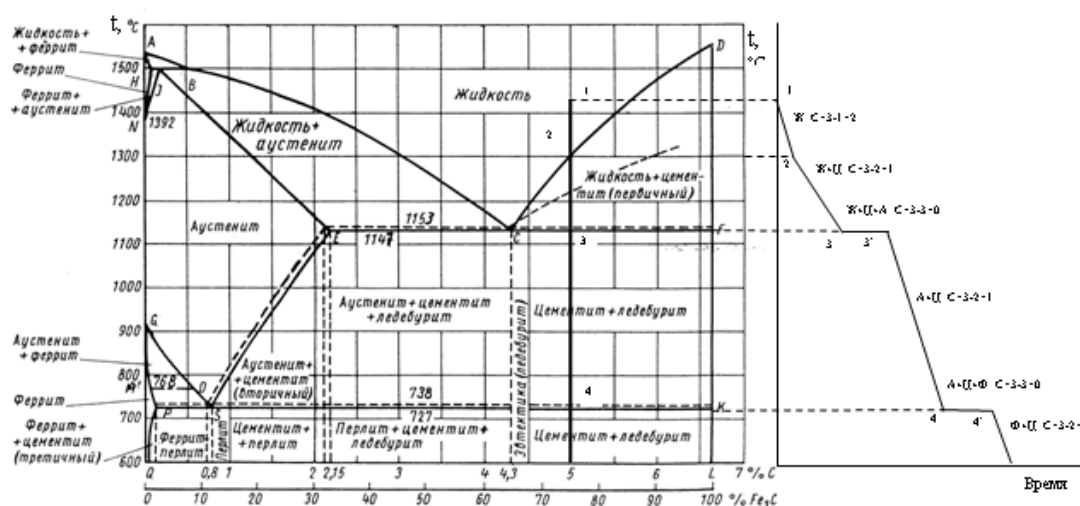 t, °C
Жидкость+
+феррит
Феррит
Феррит+
+аустенит
Аустенит
+ феррит
Феррит
Феррит+
+цементит
(третичный)
1500
1400
1300
1200
1100
1000
900
800
700
600
A
H
J
B
N
1392
D
Жидкость
Жидкость+
аустенит
Жидкость+цемен-
тит (первичный)
1
2
1153
E
1147
C
F
3
Аустенит
Аустенит+цементит
+ледебурит
Цементит+ледебурит
Эвтектика (ледебурит)
G
768
O
Аустенит+
+цементит
(вторичный)
738
727
4
P
S
K
Феррит
перлит
Перлит
Цементит+
+ перлит
Перлит+цементит+
ледебурит
Цементит+ледебурит
Q 0,8 1 2 2,15 3 4 4,3 5 6 L 7 % C
0 10 20 30 40 50 60 70 80 90 100 % Fe₃C
t,
°C
1
Ж С-3-1-2
2
Ж+Ц С-3-2-1
Ж+Ц+А С-3-3-0
3 3'
А+Ц С-3-2-1
А+Ц+Ф С-3-3-0
4 4'
Ф+Ц С-3-2-
Время